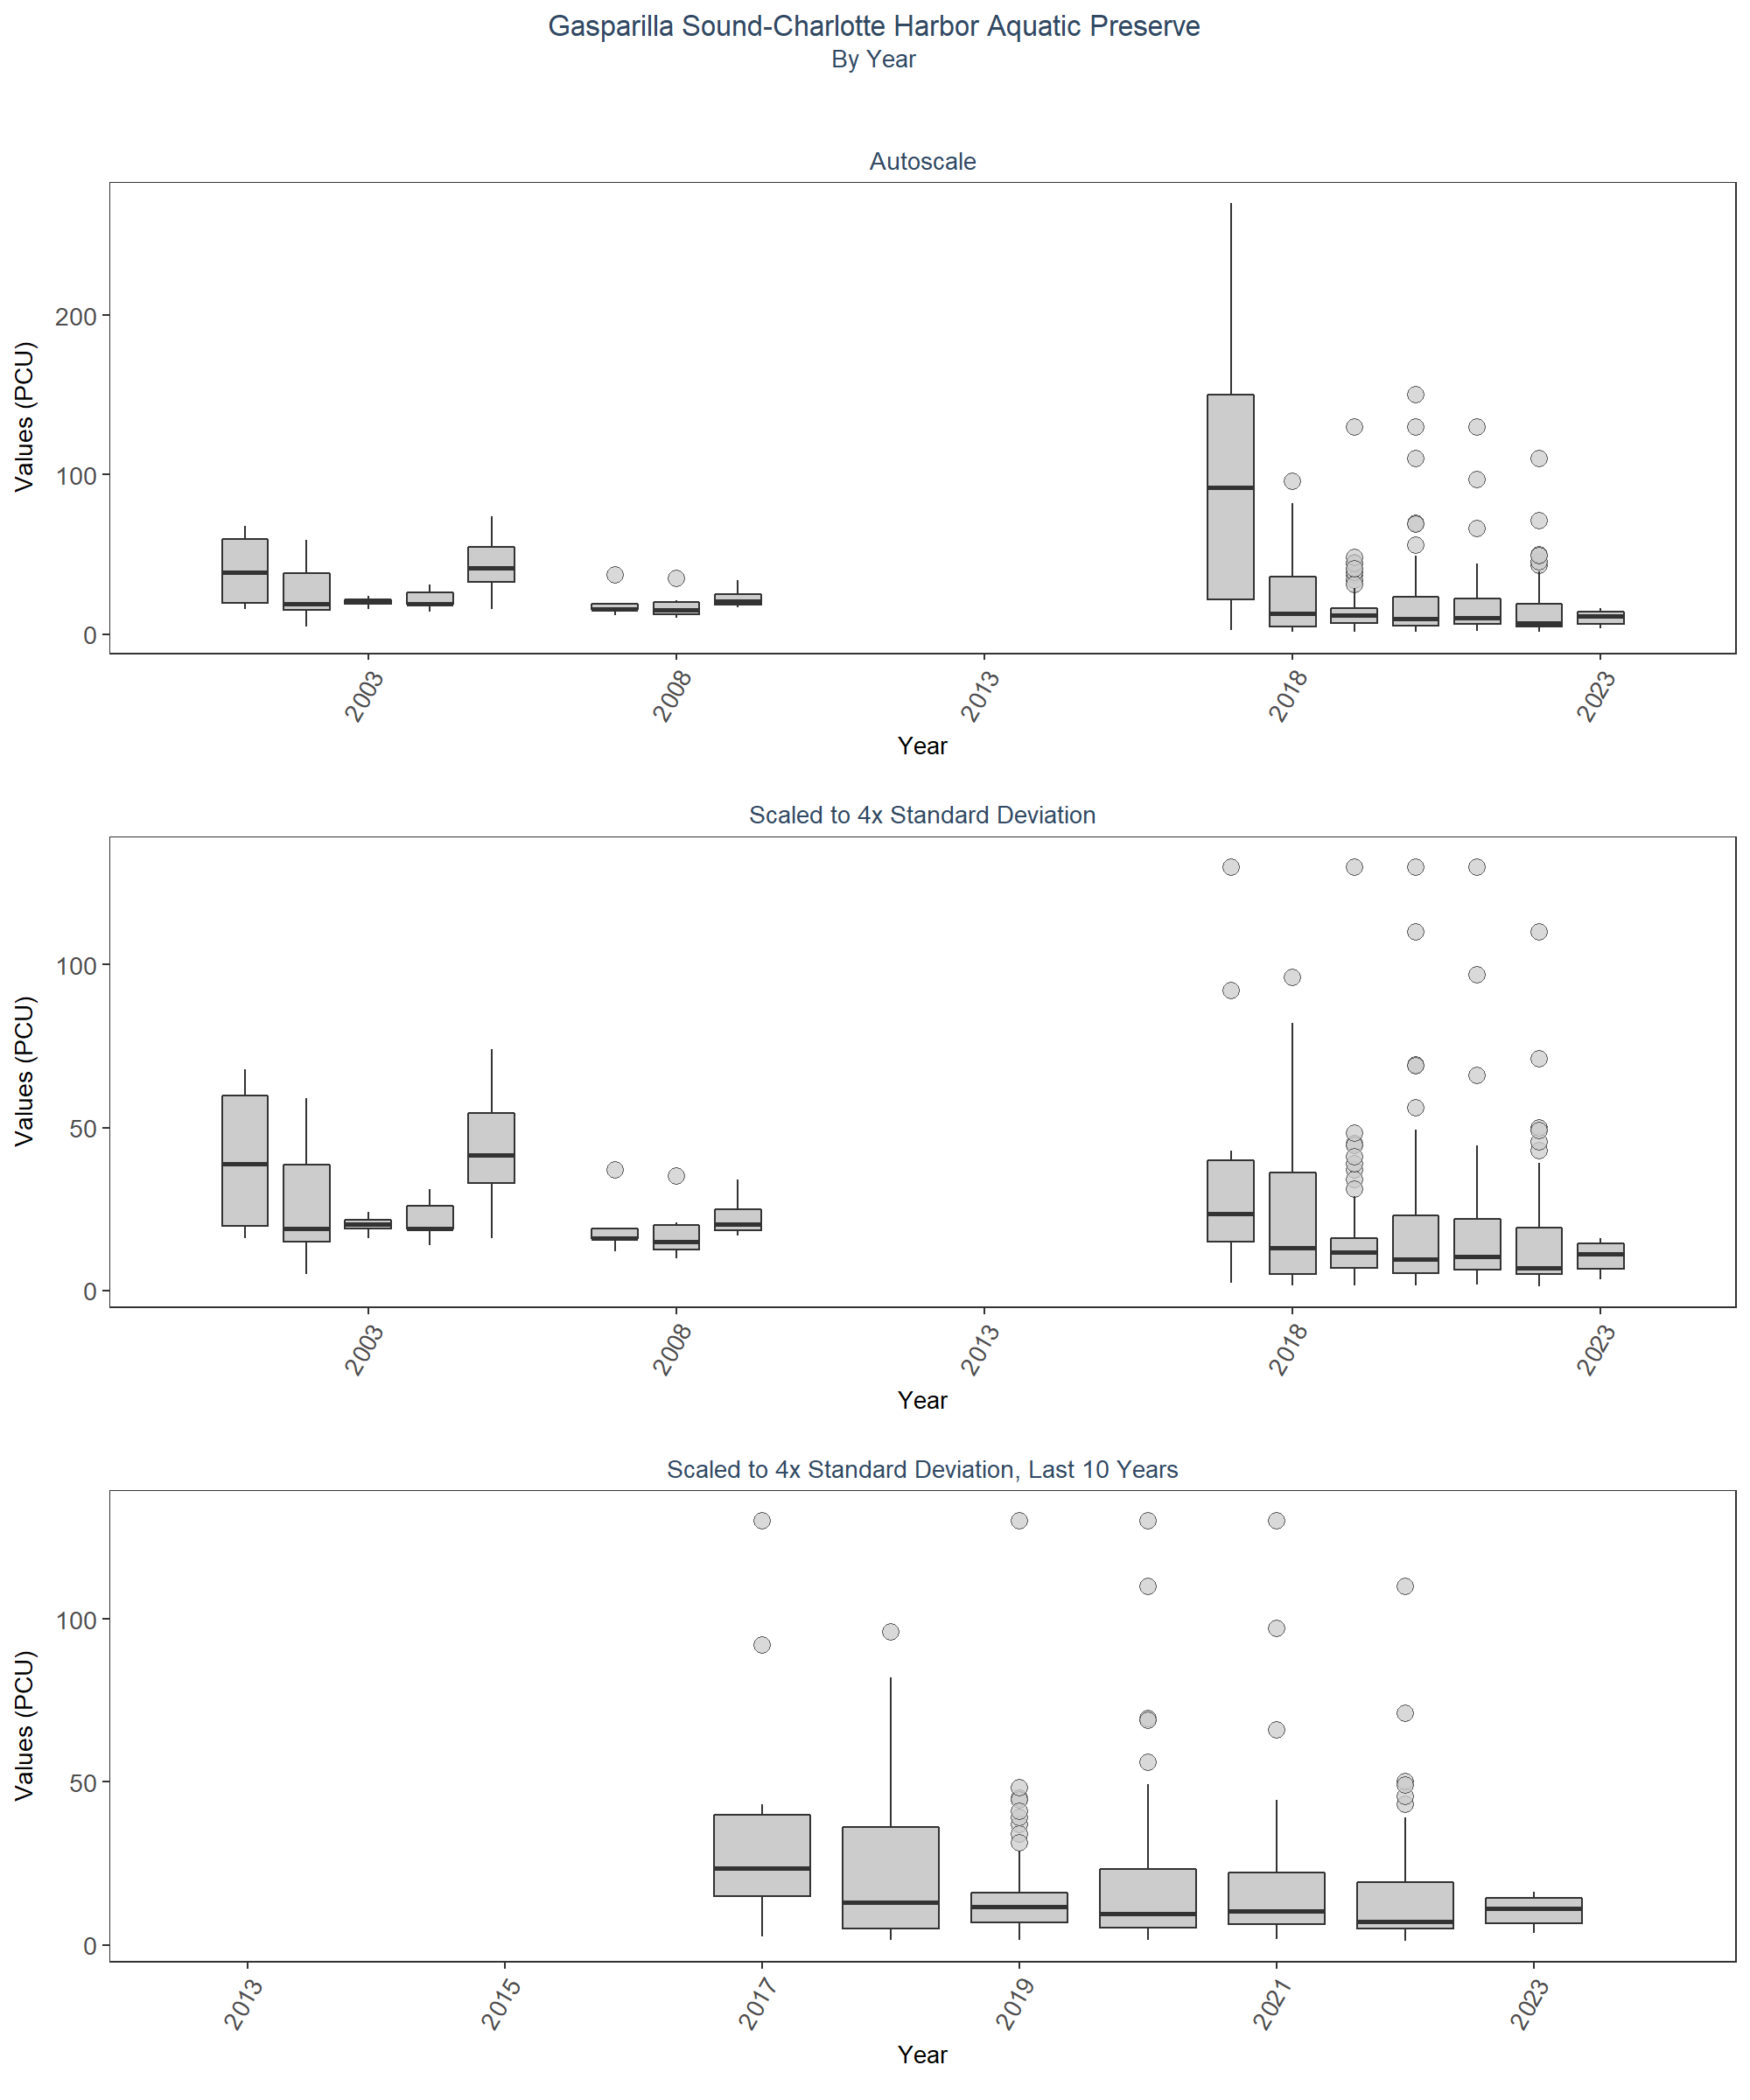 Gasparilla Sound-Charlotte Harbor Aquatic Preserve
By Year
Autoscale
Values (PCU)
200
100
0
2003
2008
2013
2018
2023
Year
Scaled to 4x Standard Deviation
Values (PCU)
100
50
0
2003
2008
2013
2018
2023
Year
Scaled to 4x Standard Deviation, Last 10 Years
Values (PCU)
100
50
0
2013
2015
2017
2019
2021
2023
Year